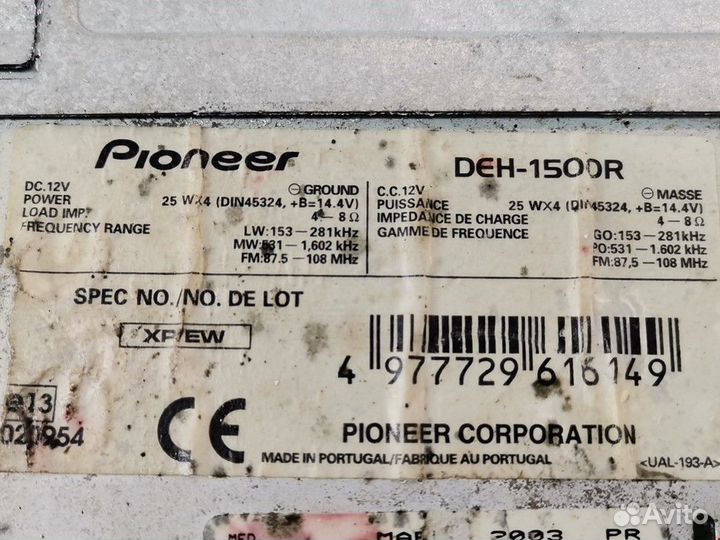 Pioneer DEH-1500R
DC.12V ⊖GROUND
POWER 25 WX4 (DIN45324, +B=14.4V)
LOAD IMP. 4–8Ω
FREQUENCY RANGE LW:153–281kHz
MW:531–1,602 kHz
FM:87.5–108 MHz
C.C.12V ⊖MASSE
PUISSANCE 25 WX4 (DIN45324, +B=14.4V)
IMPEDANCE DE CHARGE 4–8Ω
GAMME DE FREQUENCE GO:153–281kHz
PO:531–1.602 kHz
FM:87,5–108 MHz
SPEC NO./NO. DE LOT
XP/EW
4 977729 616149
e13
CE
PIONEER CORPORATION
MADE IN PORTUGAL/FABRIQUE AU PORTUGAL
<UAL-193-A>
2003 PR
Avito